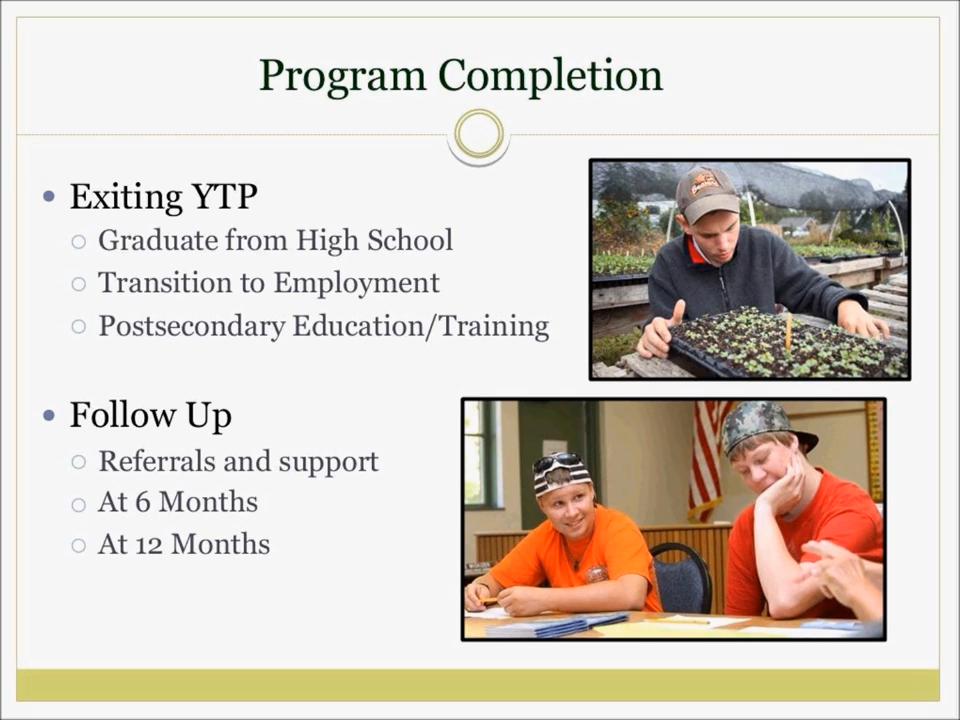 Program Completion
Exiting YTP
Graduate from High School
Transition to Employment
Postsecondary Education/Training
Follow Up
Referrals and support
At 6 Months
At 12 Months